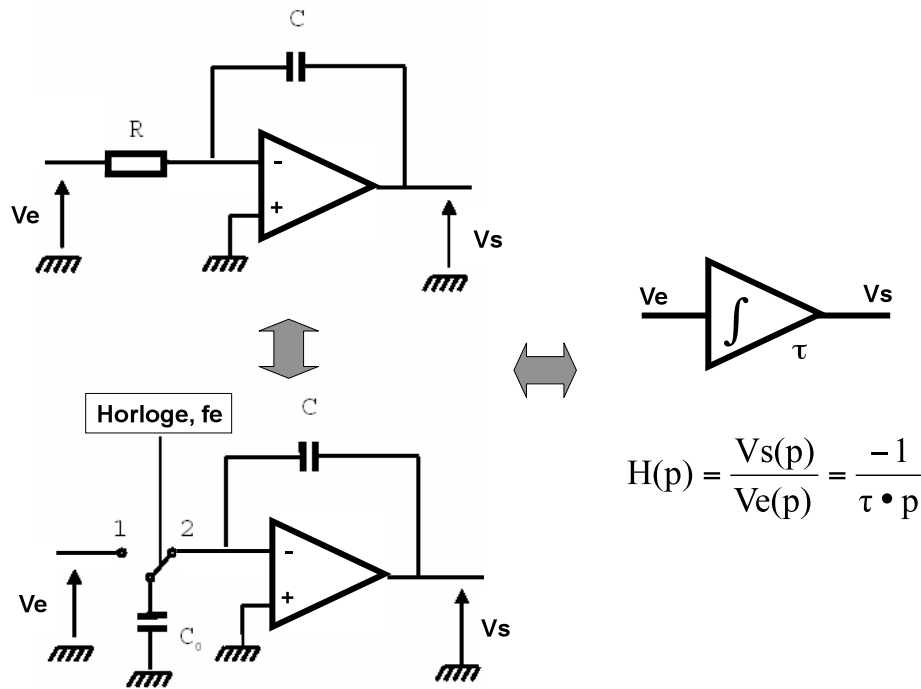 C
R
-
+
Ve
Vs
Ve
∫
Vs
τ
Horloge, fe
C
1
2
-
+
Ve
C₀
Vs
H(p) = Vs(p)/Ve(p) = -1/τ • p